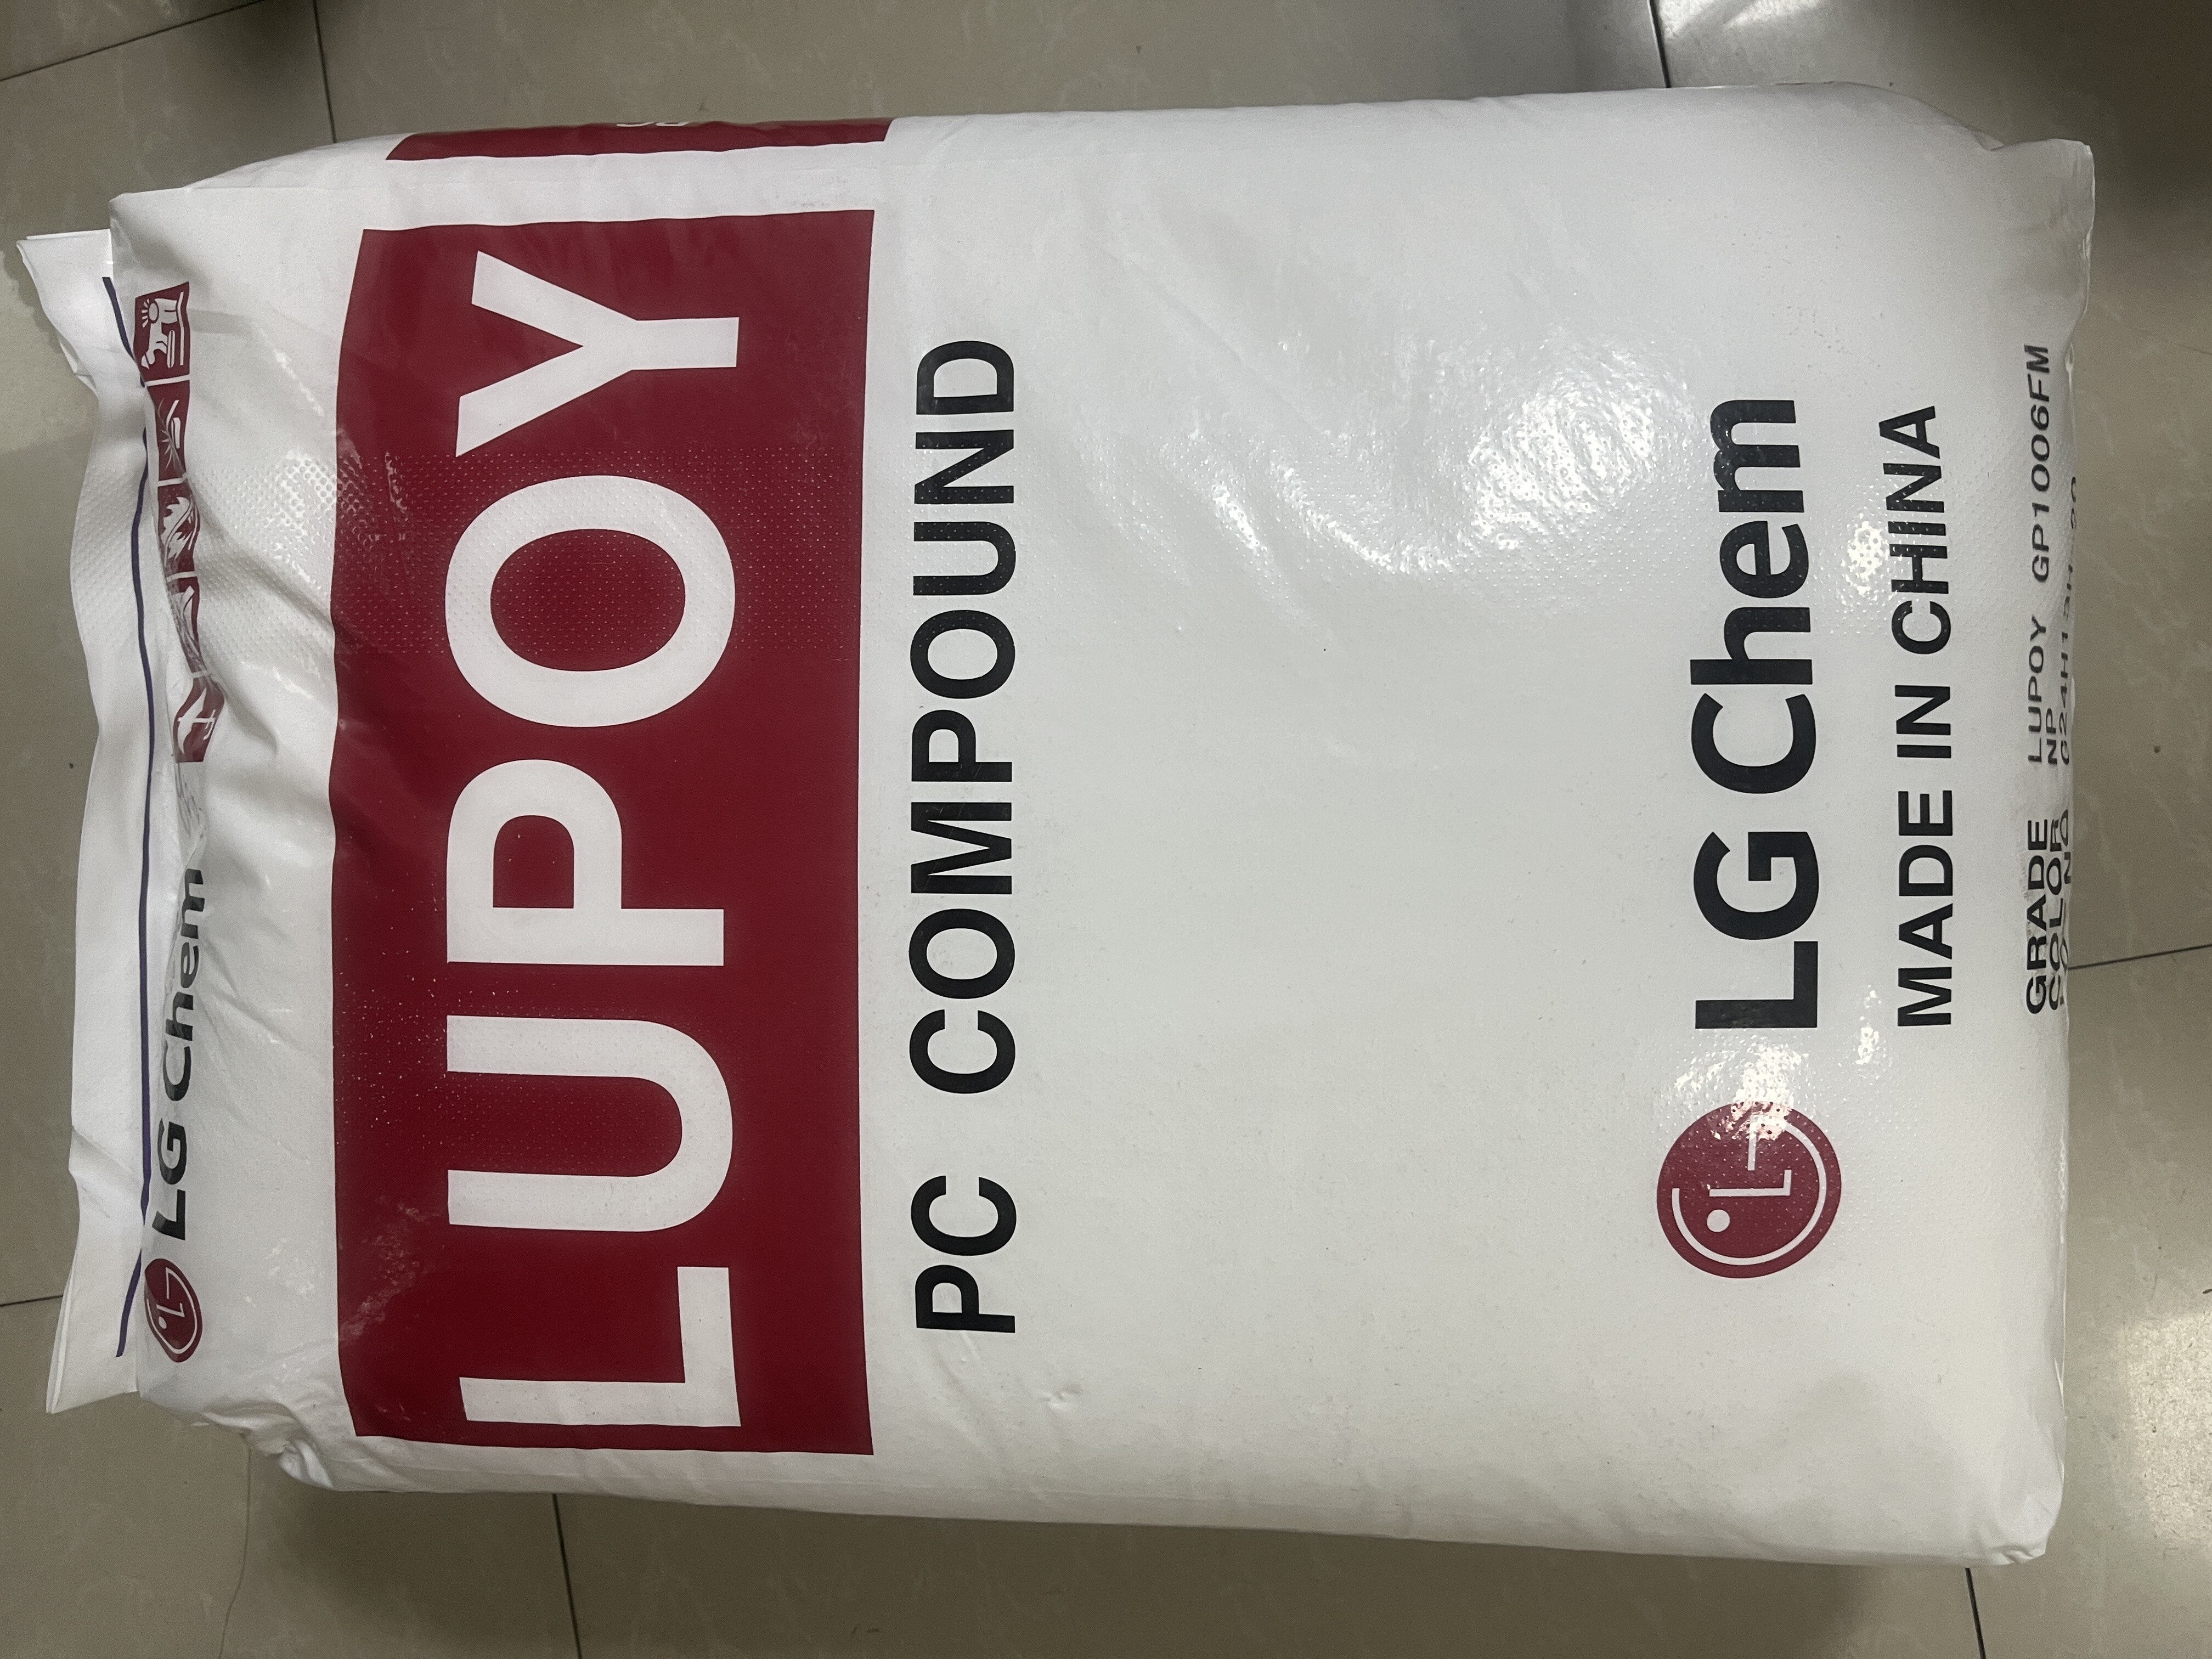 LG Chem
LUPOY
PC COMPOUND
LG Chem
MADE IN CHINA
GRADE LUPOY GP1006FM
COLOR NP